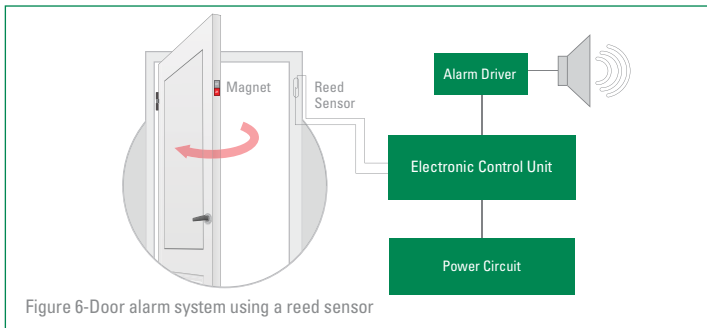 Alarm Driver
Magnet
Reed
Sensor
Electronic Control Unit
Power Circuit
Figure 6-Door alarm system using a reed sensor